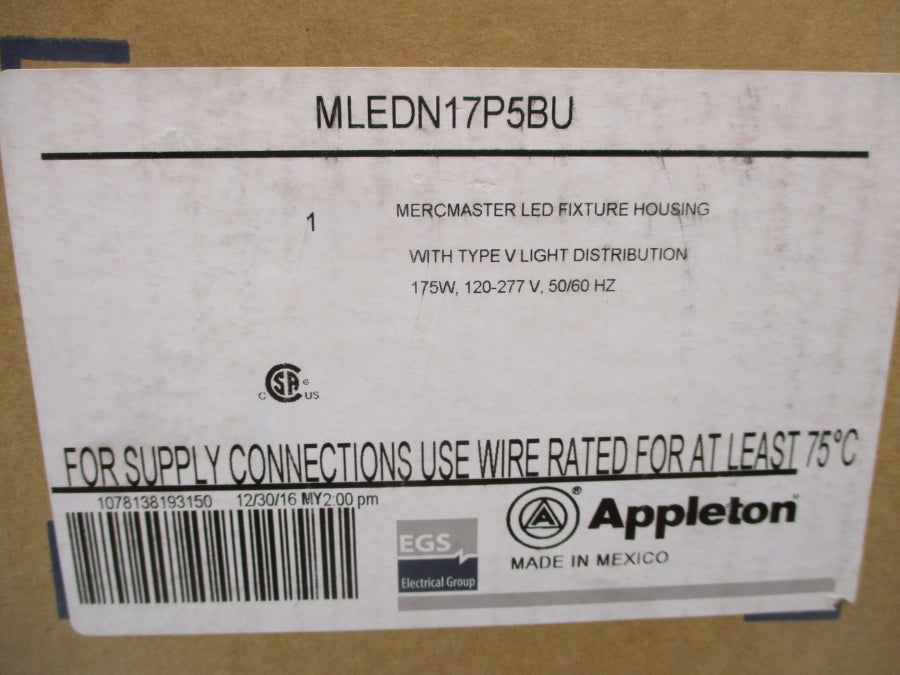 MLEDN17P5BU
1
MERCMASTER LED FIXTURE HOUSING
WITH TYPE V LIGHT DISTRIBUTION
175W, 120-277 V, 50/60 HZ
C SA e
C US
FOR SUPPLY CONNECTIONS USE WIRE RATED FOR AT LEAST 75°C
1078138193150 12/30/16 MY2:00 pm
A ® Appleton
EGS
Electrical Group
MADE IN MEXICO